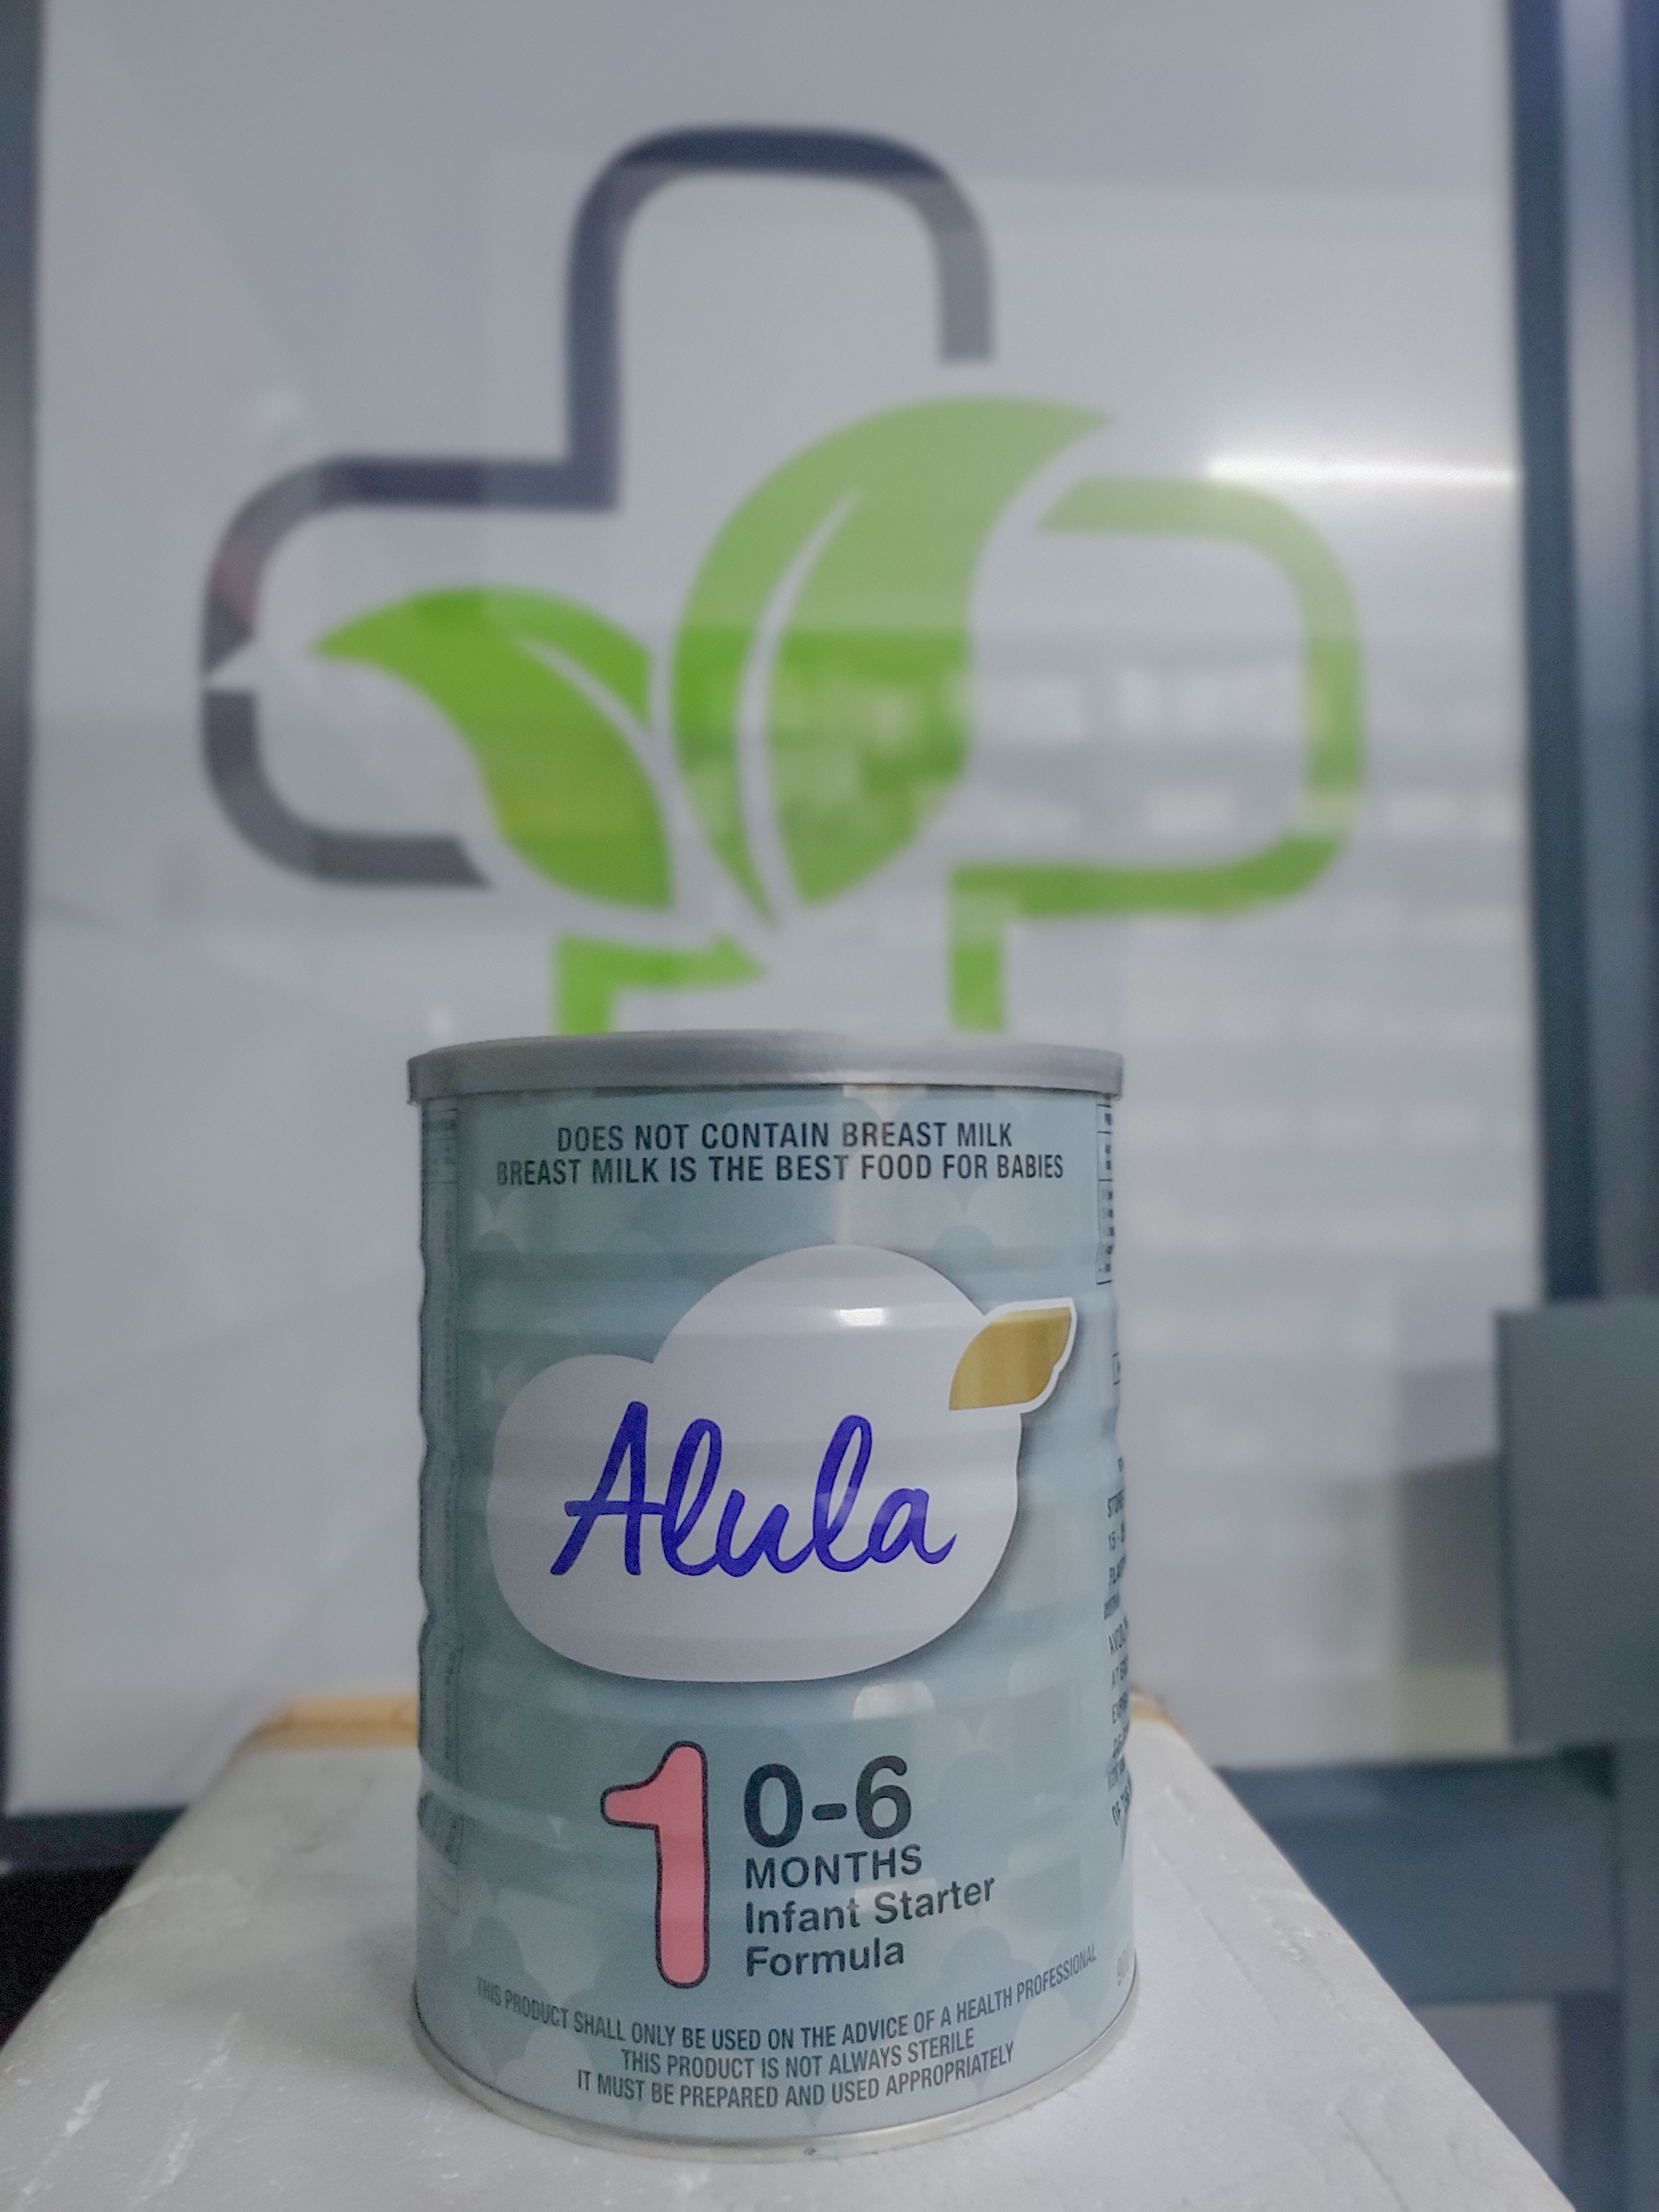 DOES NOT CONTAIN BREAST MILK
BREAST MILK IS THE BEST FOOD FOR BABIES
Alula
1
0-6
MONTHS
Infant Starter
Formula
THIS PRODUCT SHALL ONLY BE USED ON THE ADVICE OF A HEALTH PROFESSIONAL
THIS PRODUCT IS NOT ALWAYS STERILE
IT MUST BE PREPARED AND USED APPROPRIATELY